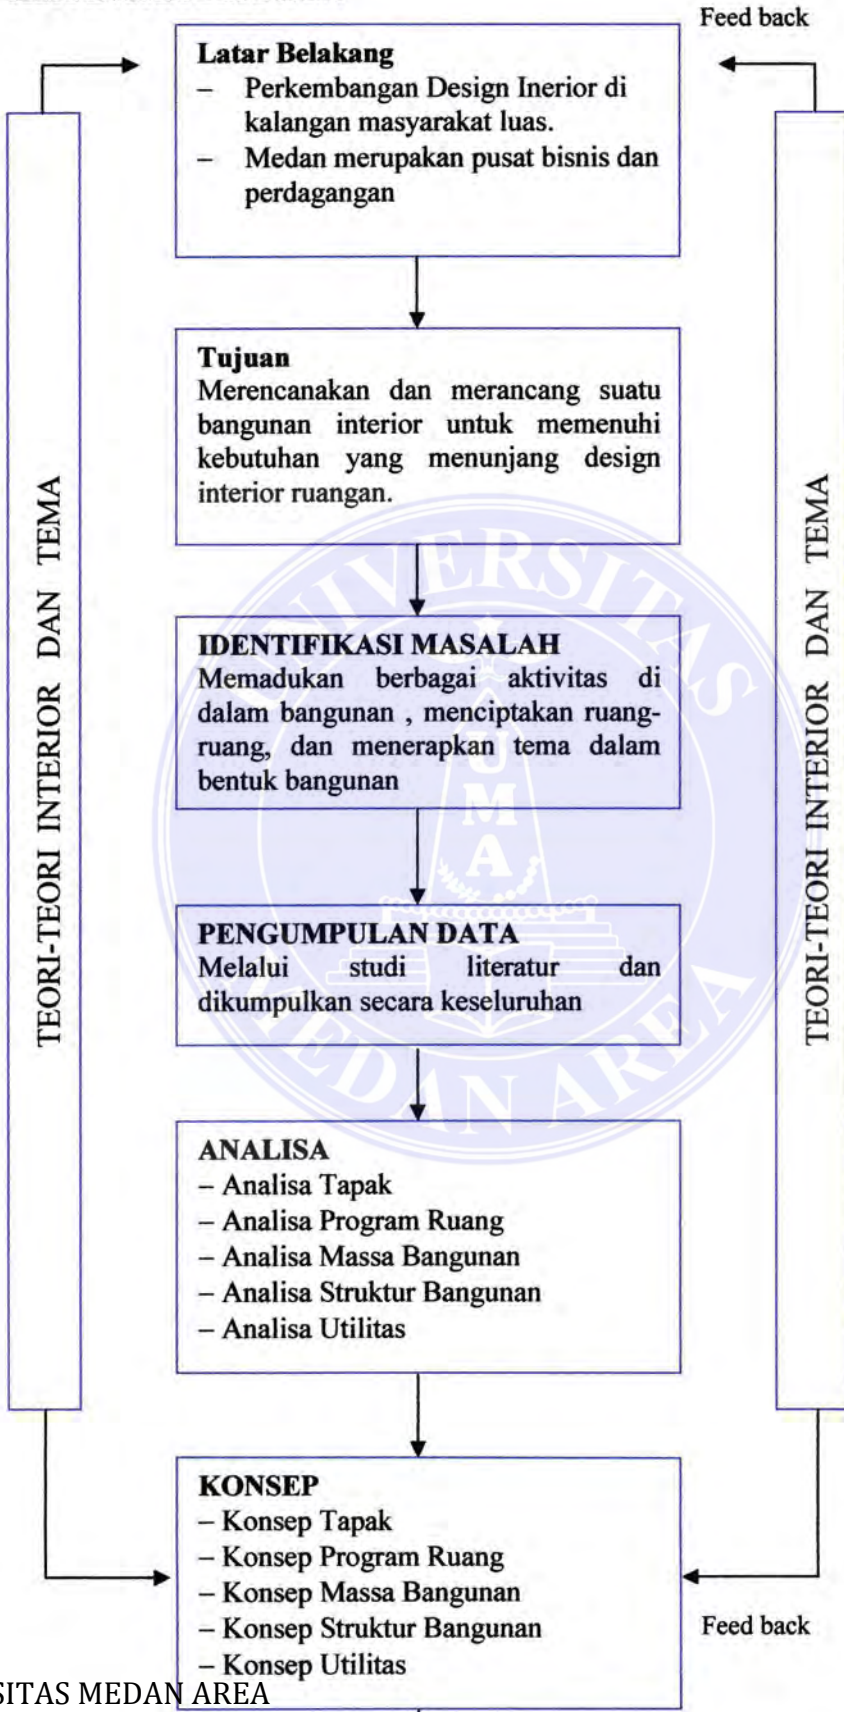 Feed back
Latar Belakang
– Perkembangan Design Inerior di
kalangan masyarakat luas.
– Medan merupakan pusat bisnis dan
perdagangan
Tujuan
Merencanakan dan merancang suatu
bangunan interior untuk memenuhi
kebutuhan yang menunjang design
interior ruangan.
IDENTIFIKASI MASALAH
Memadukan berbagai aktivitas di
dalam bangunan , menciptakan ruang-
ruang, dan menerapkan tema dalam
bentuk bangunan
PENGUMPULAN DATA
Melalui studi literatur dan
dikumpulkan secara keseluruhan
ANALISA
– Analisa Tapak
– Analisa Program Ruang
– Analisa Massa Bangunan
– Analisa Struktur Bangunan
– Analisa Utilitas
KONSEP
– Konsep Tapak
– Konsep Program Ruang
– Konsep Massa Bangunan
– Konsep Struktur Bangunan
– Konsep Utilitas
Feed back
TEORI-TEORI INTERIOR DAN TEMA
TEORI-TEORI INTERIOR DAN TEMA
UNIVERSITAS
MEDAN AREA
UMA
SITAS MEDAN AREA